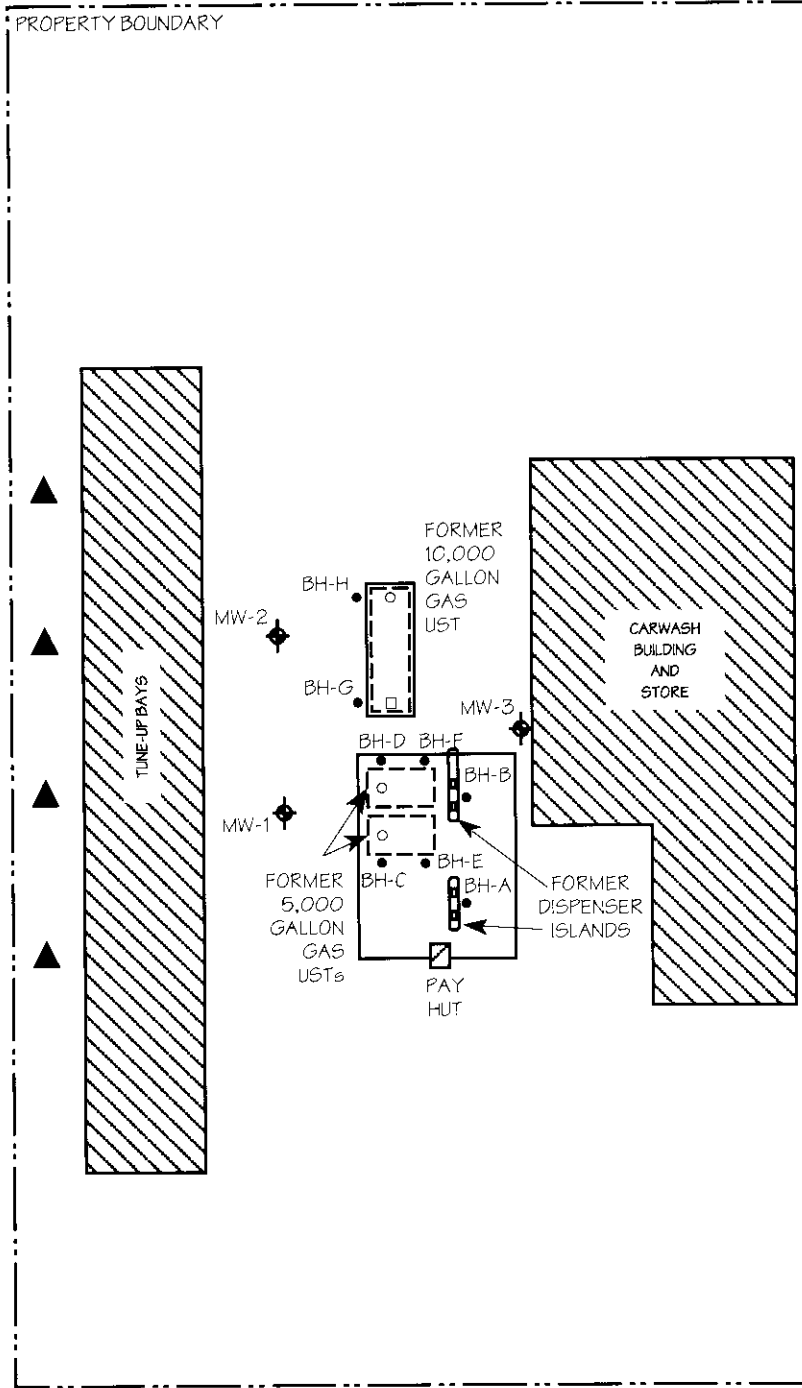 PROPERTY BOUNDARY
FORMER
10,000
GALLON
GAS
UST
BH-H
MW-2
CARWASH
BUILDING
AND
STORE
TUNE-UP BAYS
BH-G
MW-3
BH-D
BH-F
BH-B
MW-1
BH-E
BH-C
BH-A
FORMER
5,000
GALLON
GAS
USTs
FORMER
DISPENSER
ISLANDS
PAY
HUT